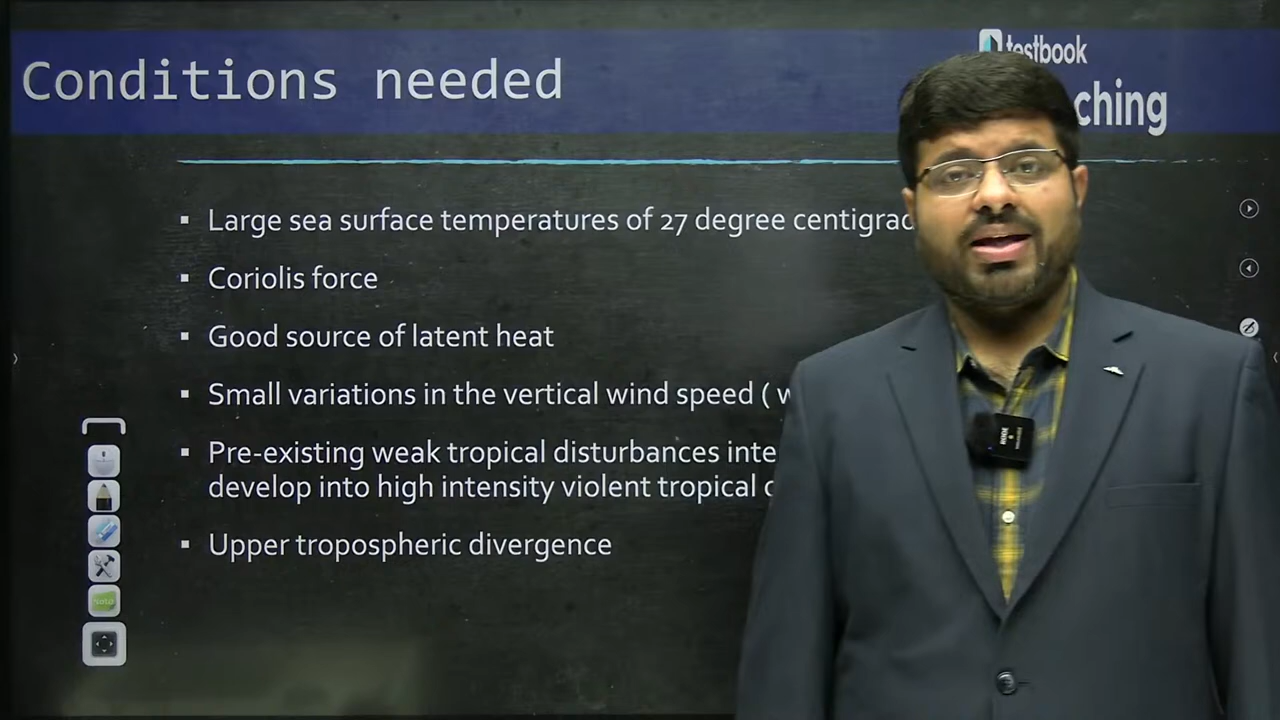 testbook
Conditions needed
ching
Large sea surface temperatures of 27 degree
Coriolis force
Good source of latent heat
Small variations in the vertical wind speed (
Pre-existing weak tropical disturbances
develop into high intensity violent tropical
Upper tropospheric divergence
RODE